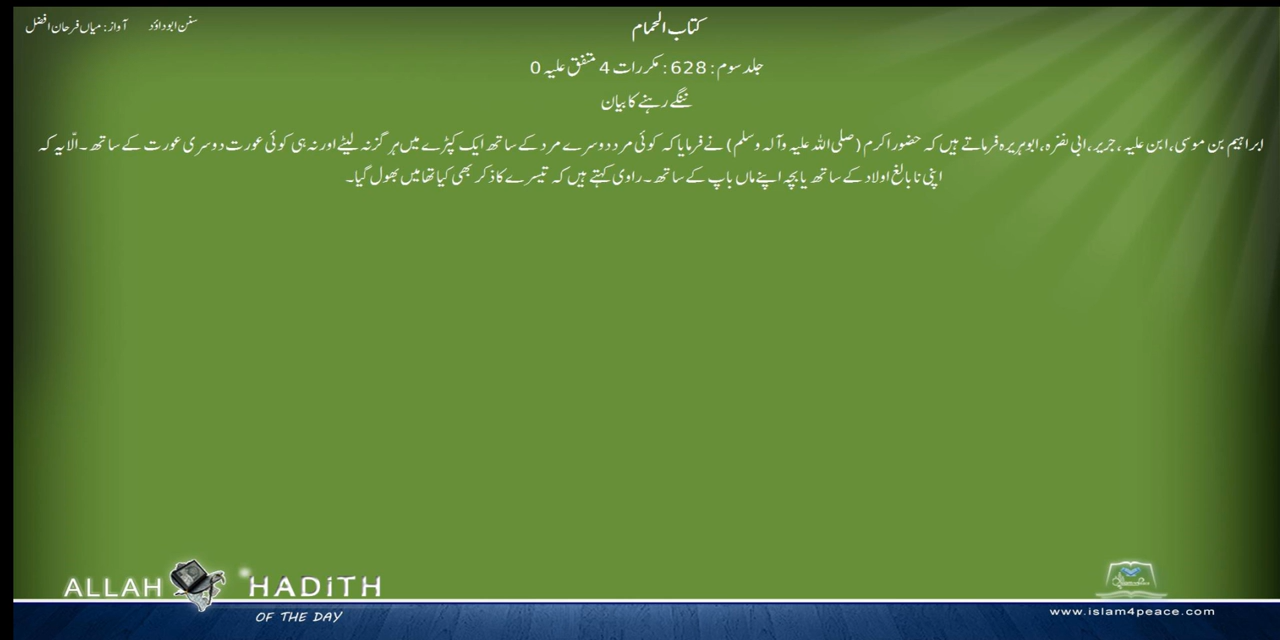 سنن ابوداؤد آواز: میاں فرحان افضل
کتاب الحمام
جلد سوم: 628: مکررات 4 متفق علیہ 0
ننگے رہنے کا بیان
ابراہیم بن موسی، ابن علیہ، جریر، ابی نفرہ، ابوہریرہ فرماتے ہیں کہ حضور اکرم (صلی اللہ علیہ وآلہ وسلم) نے فرمایا کہ کوئی مرد دوسرے مرد کے ساتھ ایک کپڑے میں ہرگز نہ لیٹے اور نہ ہی کوئی عورت دوسری عورت کے ساتھ۔ الّا یہ کہ
اپنی نابالغ اولاد کے ساتھ یا بچہ اپنے ماں باپ کے ساتھ۔ راوی کہتے ہیں کہ تیسرے کا ذکر بھی کیا تھا میں بھول گیا۔
ALLAH HADITH
OF THE DAY
www.islam4peace.com